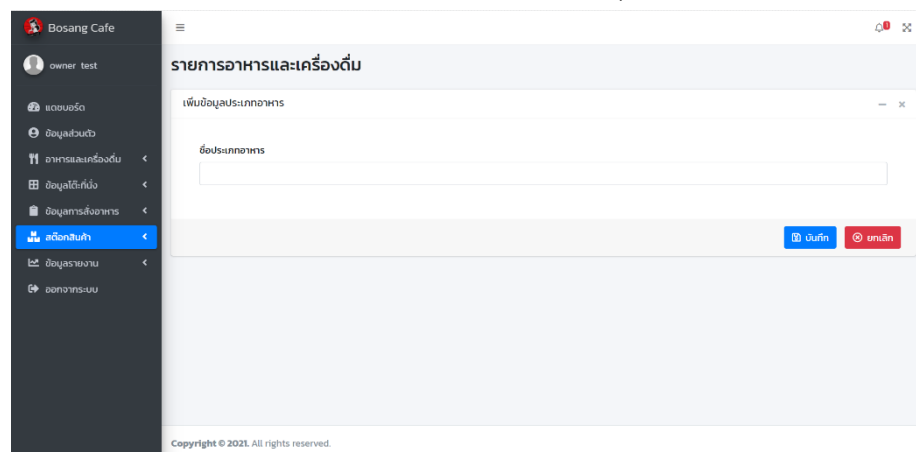 Bosang Cafe
1
owner test
รายการอาหารและเครื่องดื่ม
แดชบอร์ด
ข้อมูลส่วนตัว
อาหารและเครื่องดื่ม
ข้อมูลโต๊ะที่นั่ง
ข้อมูลการสั่งอาหาร
สต๊อกสินค้า
ข้อมูลรายงาน
ออกจากระบบ
เพิ่มข้อมูลประเภทอาหาร
ชื่อประเภทอาหาร
บันทึก
ยกเลิก
Copyright © 2021. All rights reserved.